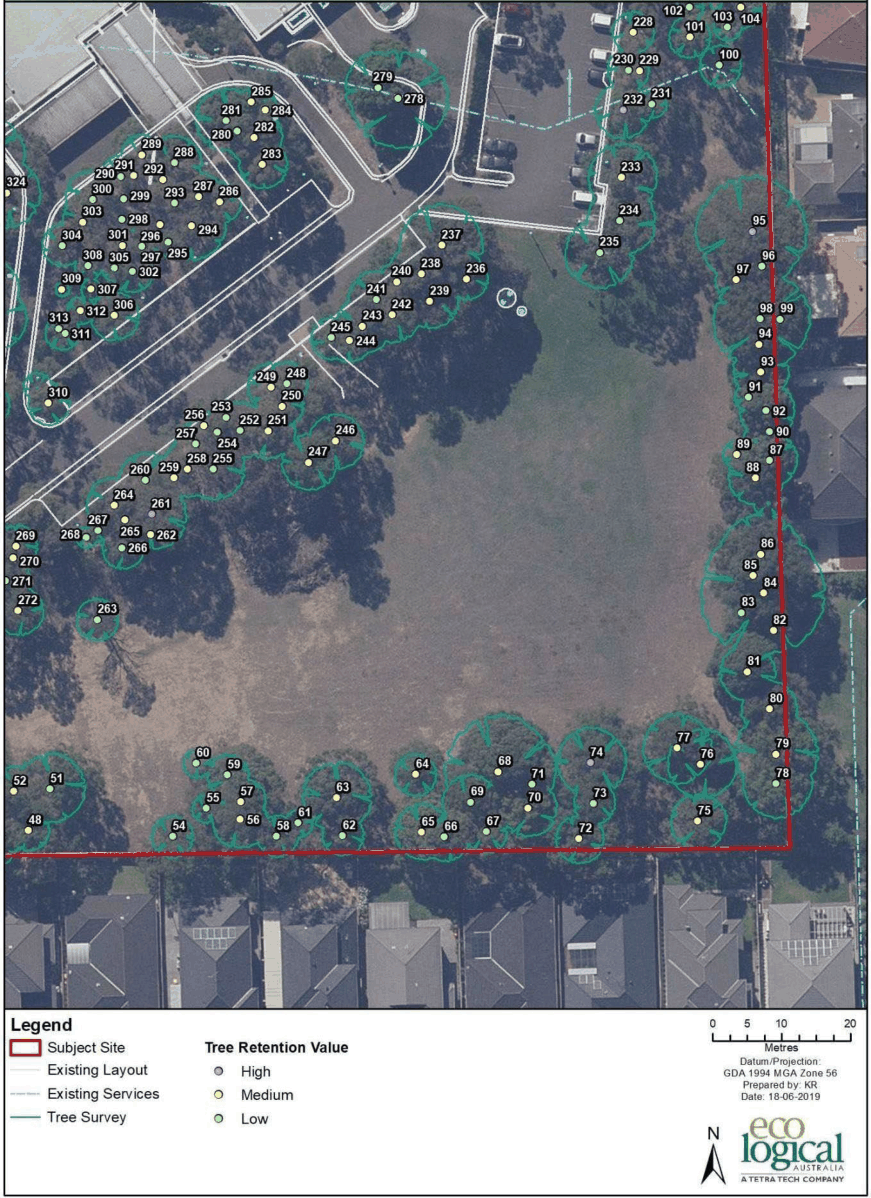 102 103 104
228 101
279 230 229 100
285 278
281 284 232 231
280 282
289
291 288 283
290 292 233
324 300 293 287 286
299
303 298 234 95
304 301 296 294 237 235
308 305 297 295 96
302 238 236 97
309 307 240
241 239
313 312 306 242 98 99
311 245 243 94
244
93
310 249 248
250 91
256 253 92
257 252 251 246 90
254 247 89 87
260 259 258 255 88
264 261
267 265
269 268 262
270 266 86
85
271 84
272 263 83
82
81
80
77
60 74 76 79
64 68
52 51 59 71 78
63 69 73
55 57 70
48 61 75
54 56 58 62 65 66 67 72
Legend
Subject Site
Existing Layout
Existing Services
Tree Survey
Tree Retention Value
High
Medium
Low
0 5 10 20
Metres
Datum/Projection:
GDA 1994 MGA Zone 56
Prepared by: KR
Date: 18-06-2019
N
eco
logical
AUSTRALIA
A TETRA TECH COMPANY